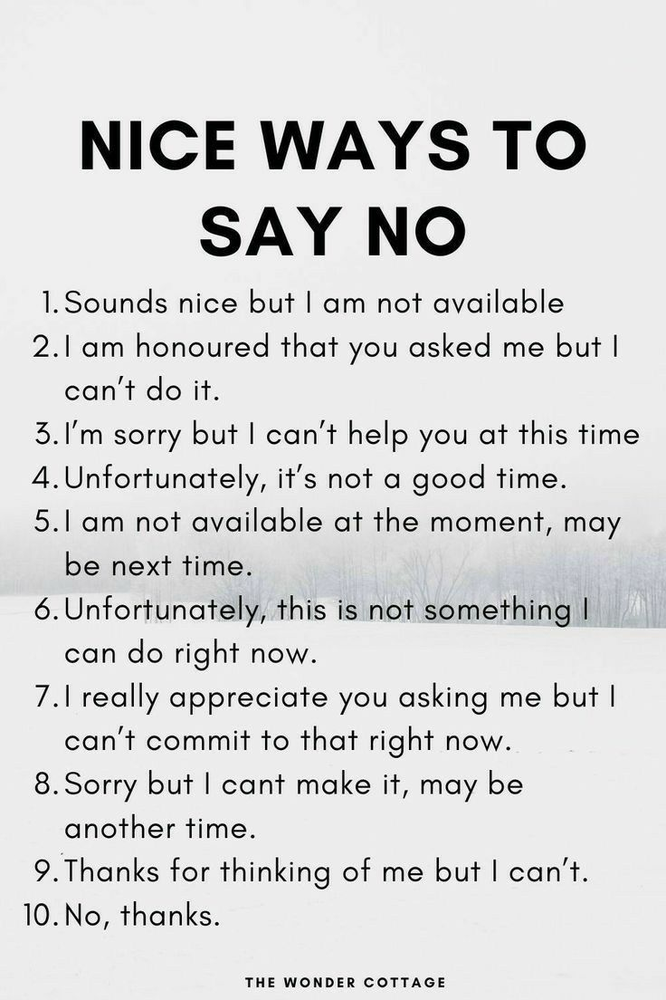 NICE WAYS TO
SAY NO
1. Sounds nice but I am not available
2. I am honoured that you asked me but I
can't do it.
3. I'm sorry but I can't help you at this time
4. Unfortunately, it's not a good time.
5. I am not available at the moment, may
be next time.
6. Unfortunately, this is not something I
can do right now.
7. I really appreciate you asking me but I
can't commit to that right now.
8. Sorry but I cant make it, may be
another time.
9. Thanks for thinking of me but I can't.
10. No, thanks.
THE WONDER COTTAGE